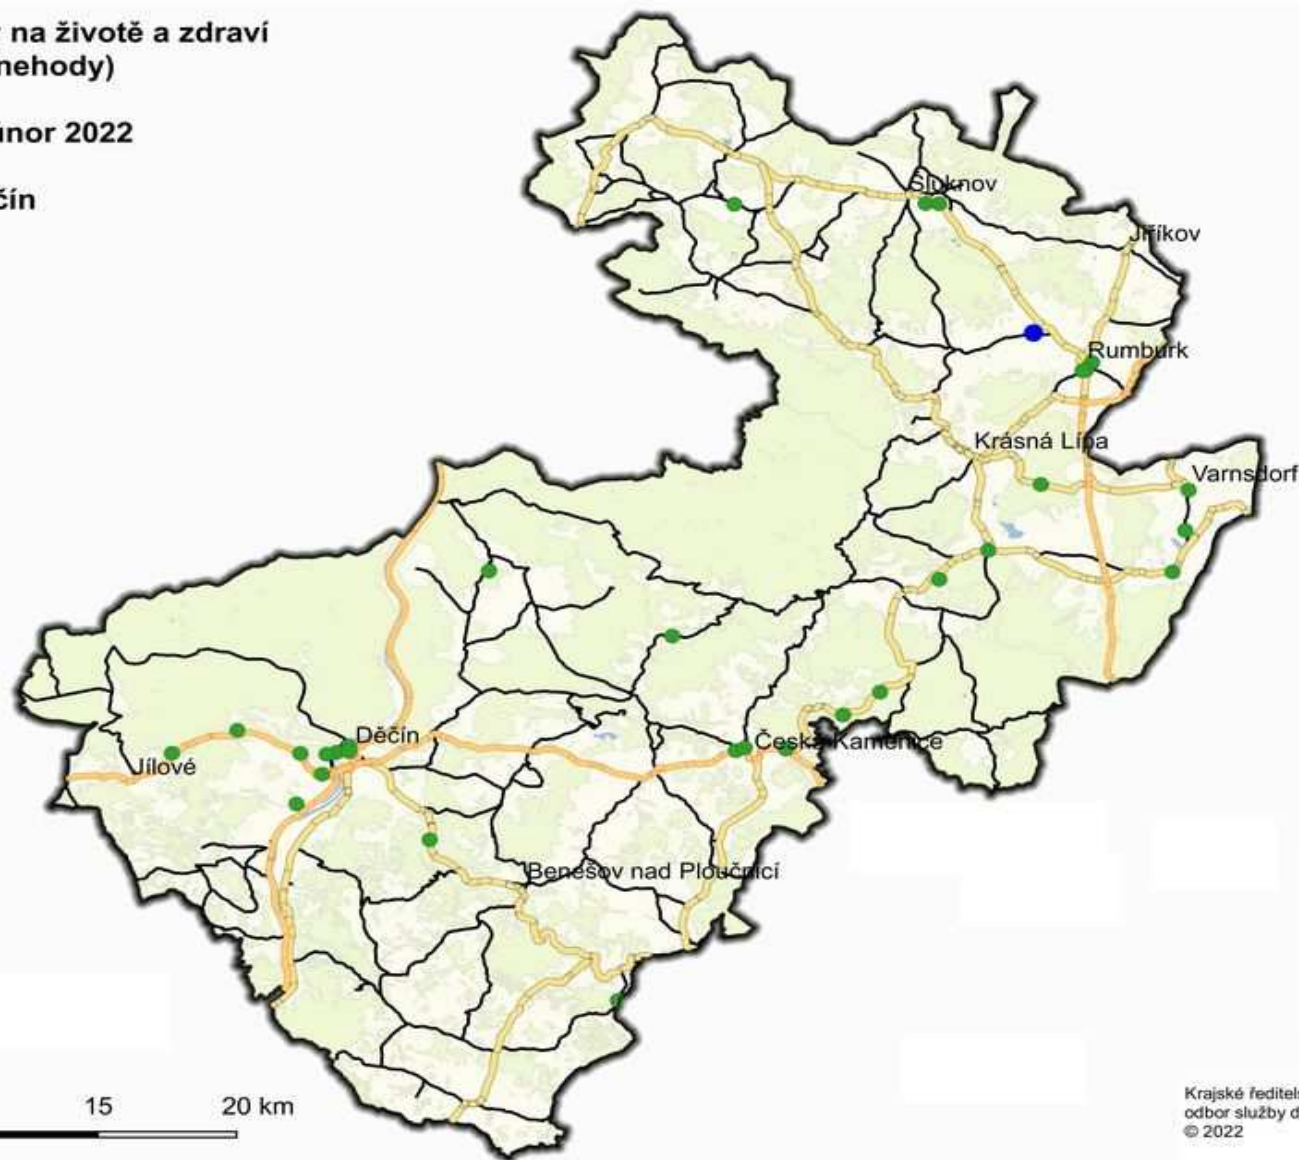 na životě a zdraví
nehody)
únor 2022
čín
Šluknov
Jiříkov
Rumburk
Krásná Lípa
Varnsdorf
Děčín
Česká Kamenice
Jílové
Benešov nad Ploučnicí
15 20 km
Krajské ředitels
odbor služby d
© 2022